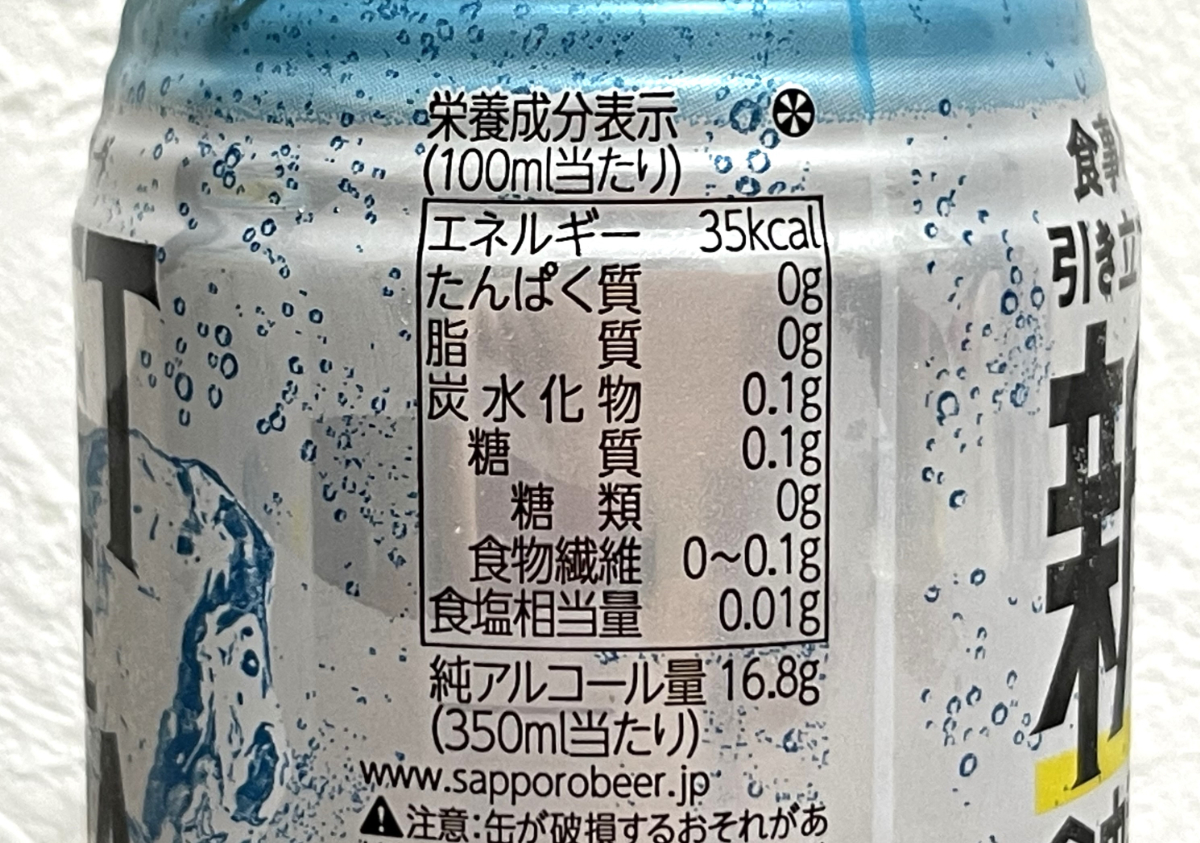 栄養成分表示
(100ml当たり)
エネルギー 35kcal
たんぱく質 0g
脂質 0g
炭水化物 0.1g
糖質 0.1g
糖類 0g
食物繊維 0~0.1g
食塩相当量 0.01g
純アルコール量 16.8g
(350ml当たり)
www.sapporobeer.jp
注意:缶が破損するおそれがあ
食事
引き立
T